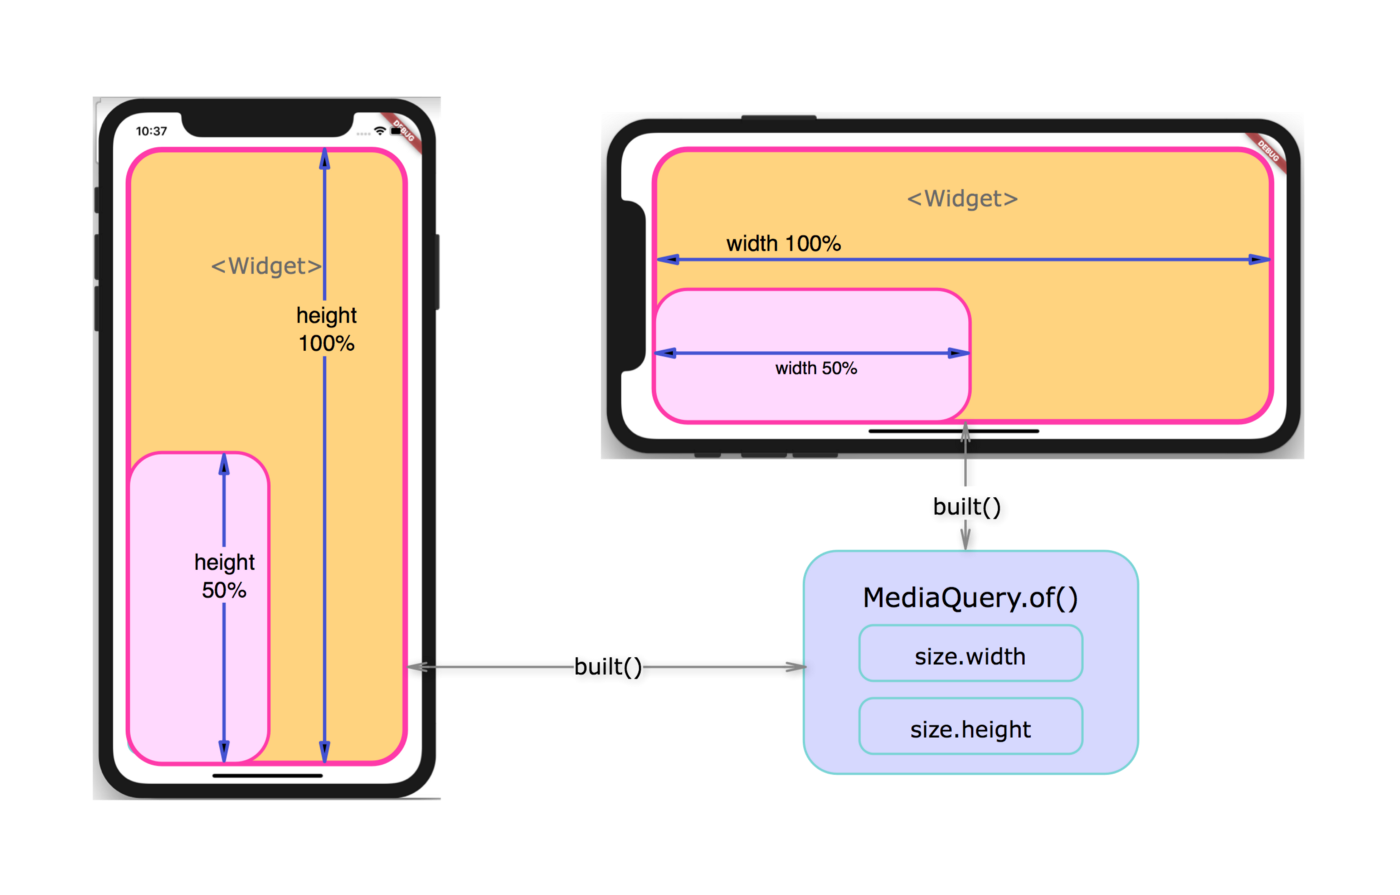 10:37
DEBUG
<Widget>
height
100%
height
50%
DEBUG
<Widget>
width 100%
width 50%
built()
MediaQuery.of()
size.width
size.height
built()